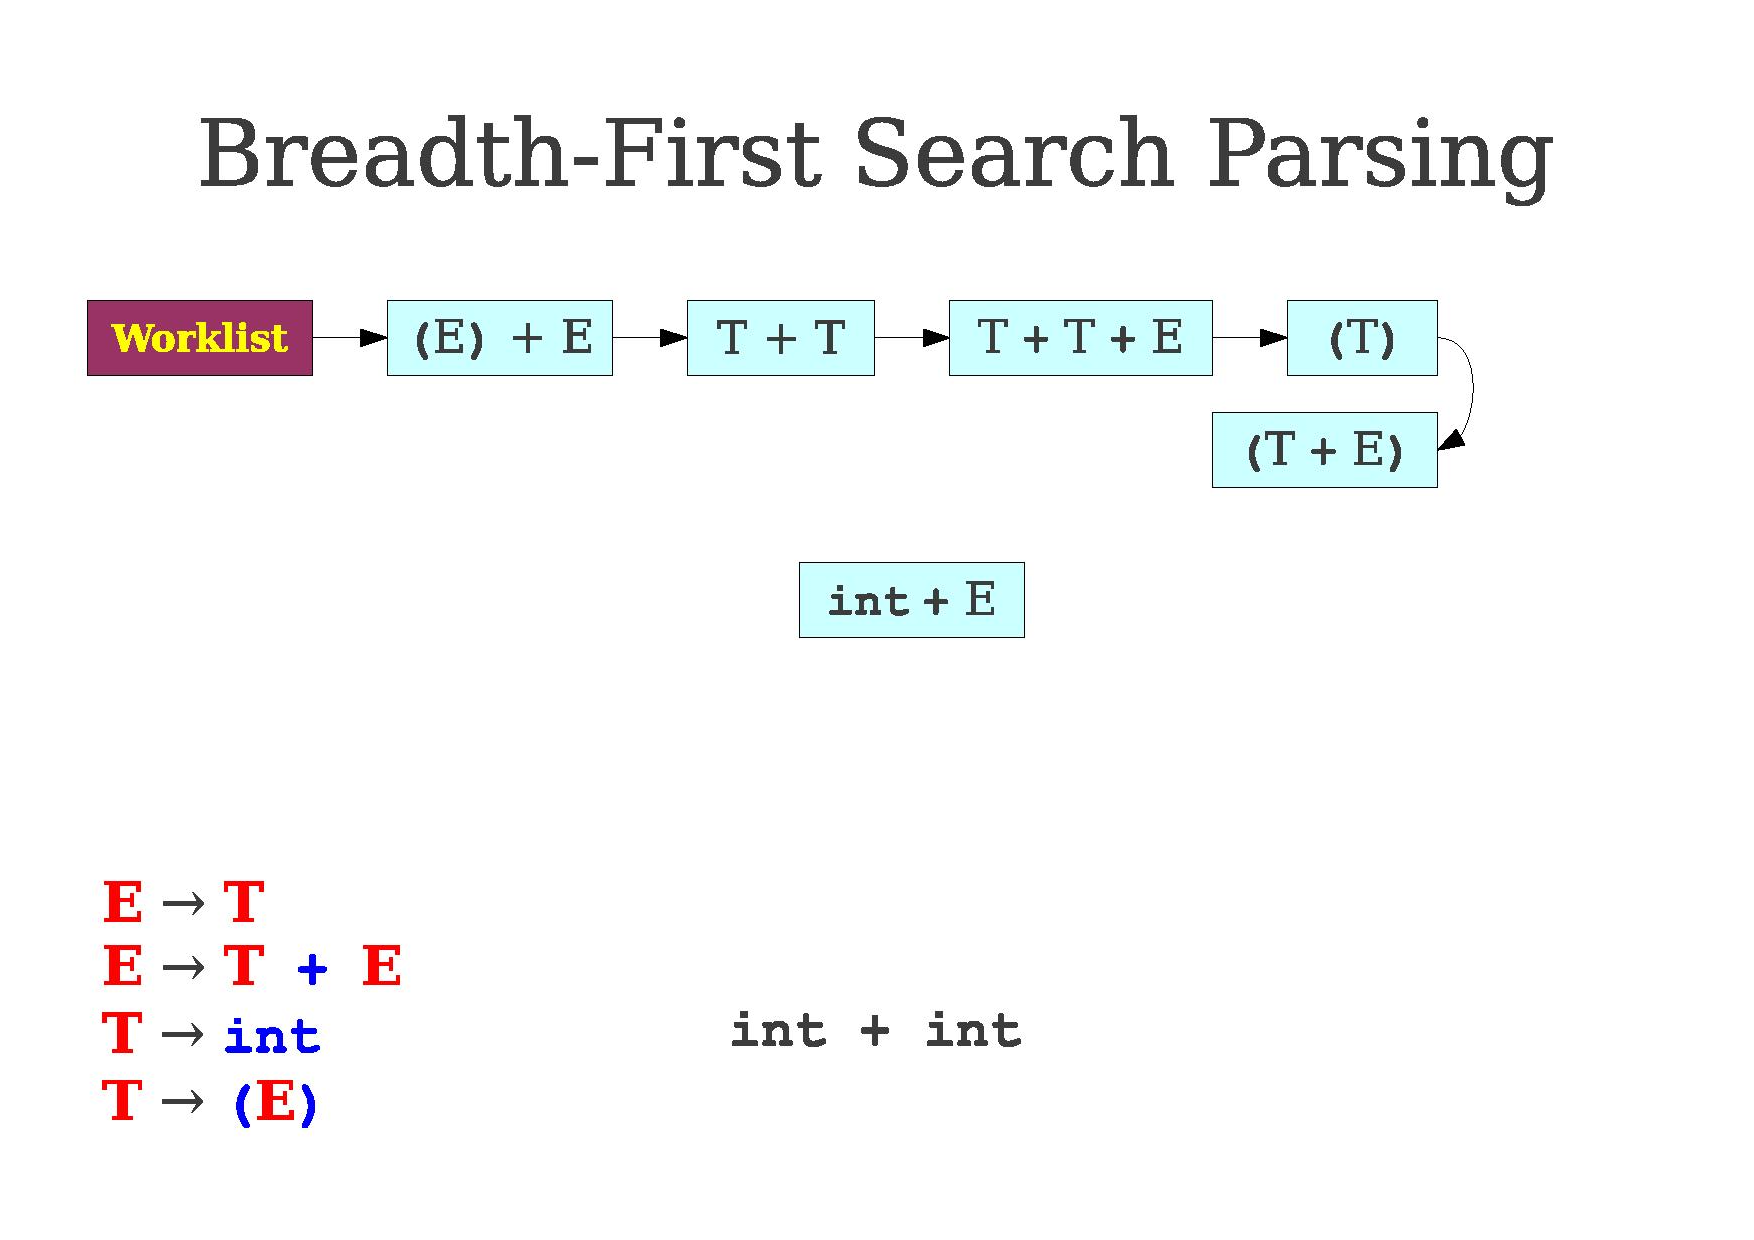 Breadth-First Search Parsing
Worklist (E) + E T + T T + T + E (T)
(T + E)
int + E
E → T
E → T + E
T → int
int + int
T → (E)